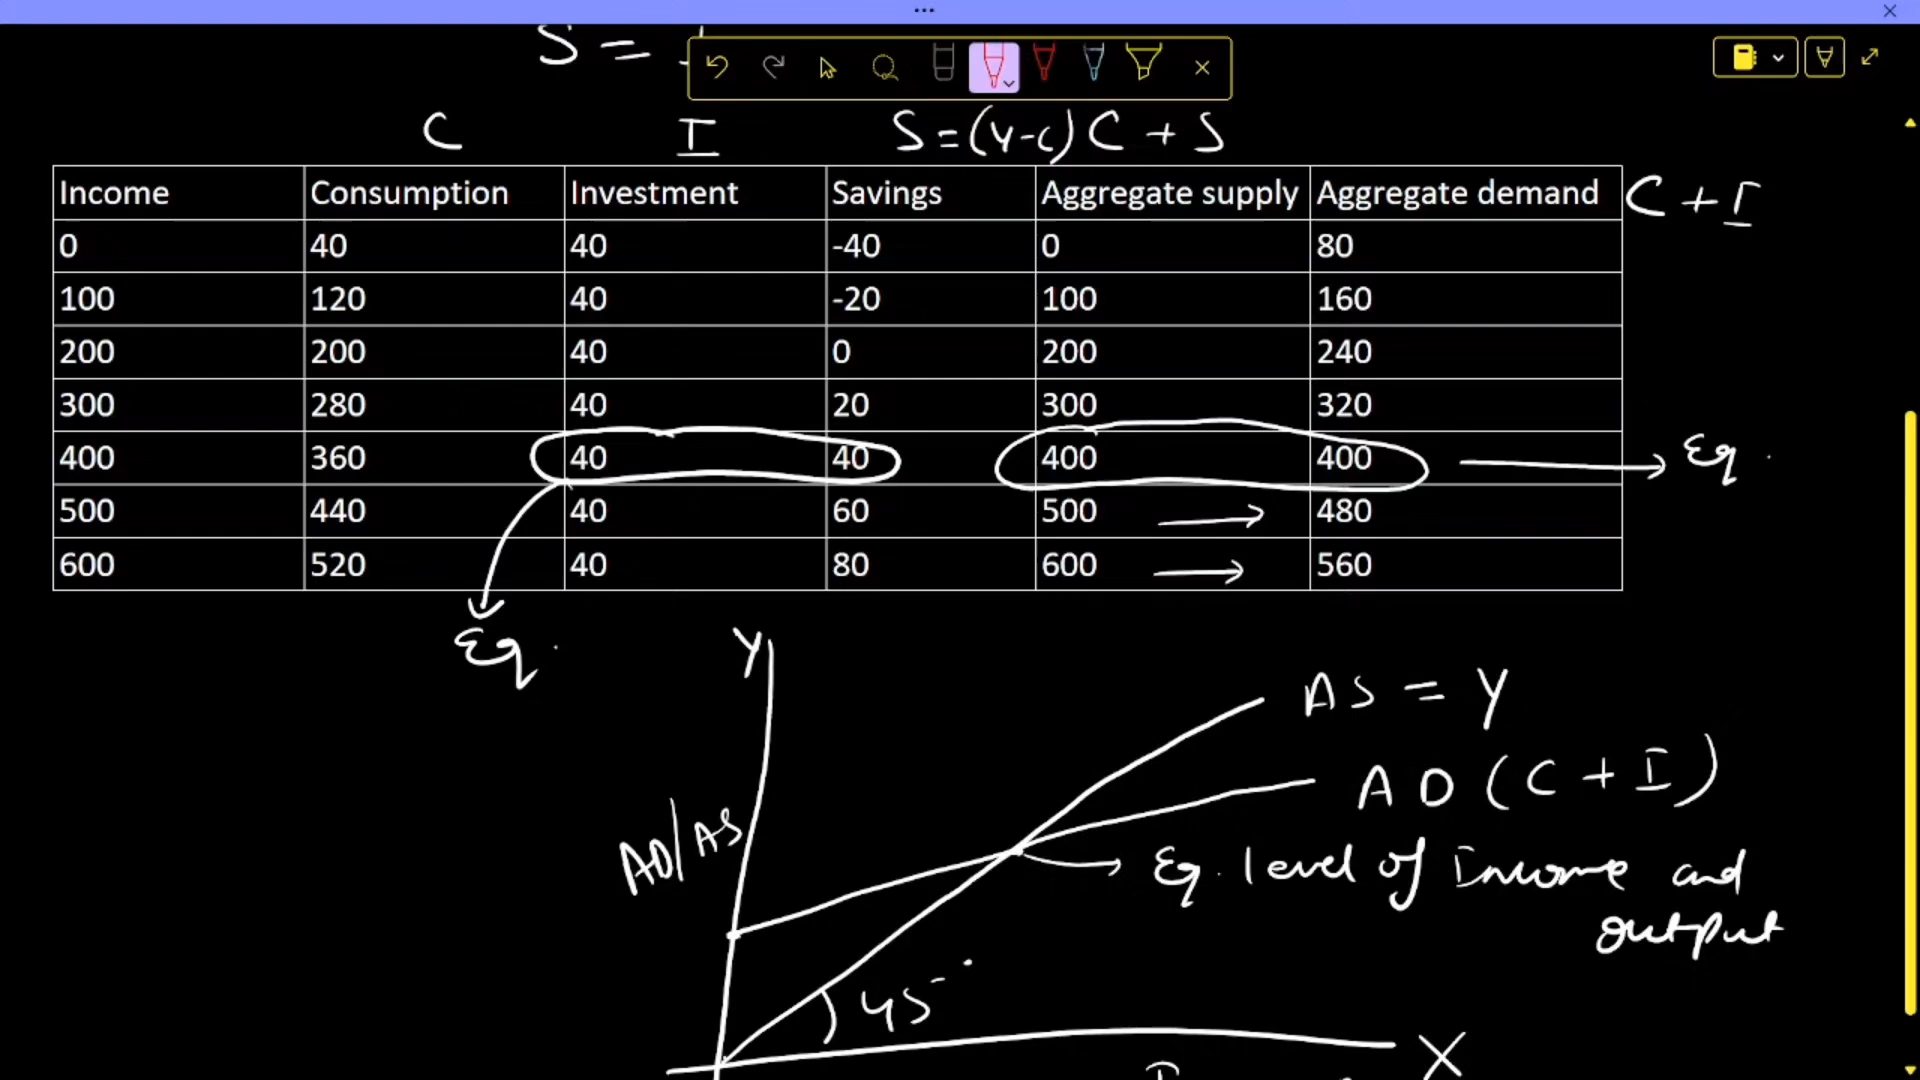 S =
C I S=(Y-C) C + S
Income Consumption Investment Savings Aggregate supply Aggregate demand C + I
0 40 40 -40 0 80
100 120 40 -20 100 160
200 200 40 0 200 240
300 280 40 20 300 320
400 360 40 40 400 400 Eq.
500 440 40 60 500 480
600 520 40 80 600 560
Eq.
Y
AS = Y
AD (C + I)
AD/AS
Eq. level of Income and
output
45°
X